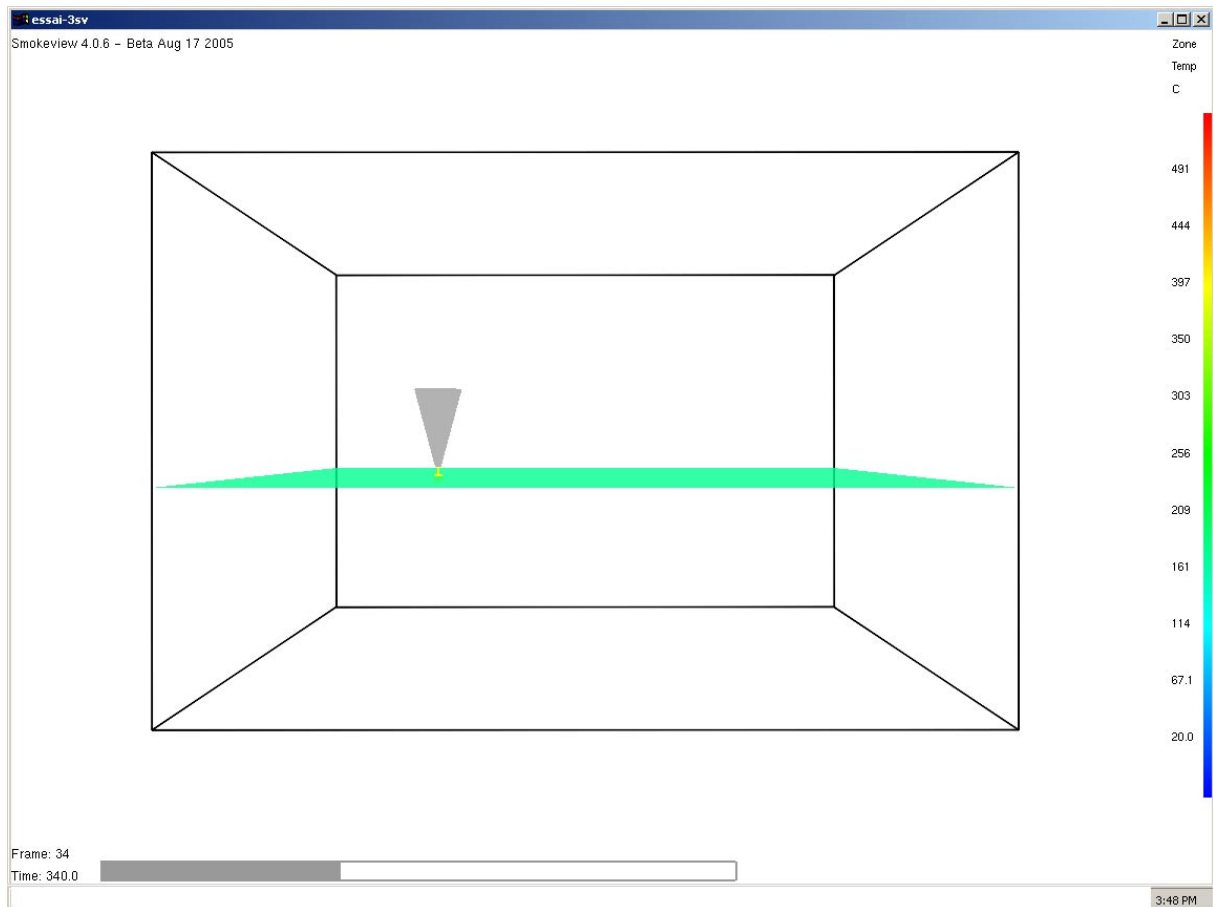 essai-3sv
Smokeview 4.0.6 – Beta Aug 17 2005
Zone
Temp
C
491
444
397
350
303
256
209
161
114
67.1
20.0
Frame: 34
Time: 340.0
3:48 PM